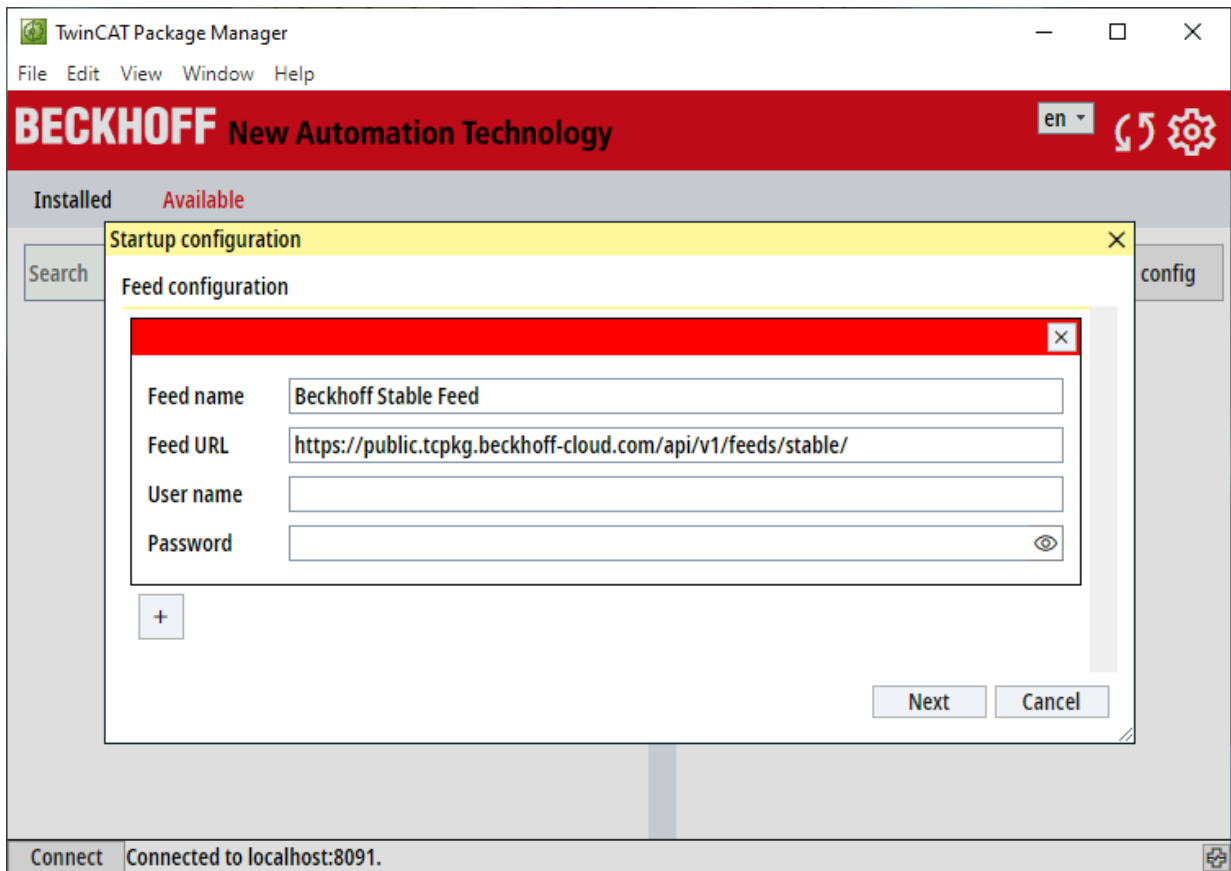 TwinCAT Package Manager
File Edit View Window Help
BECKHOFF New Automation Technology
en
Installed Available
Startup configuration
Search
config
Feed configuration
Feed name Beckhoff Stable Feed
Feed URL https://public.tcpkg.beckhoff-cloud.com/api/v1/feeds/stable/
User name
Password
+
Next Cancel
Connect Connected to localhost:8091.